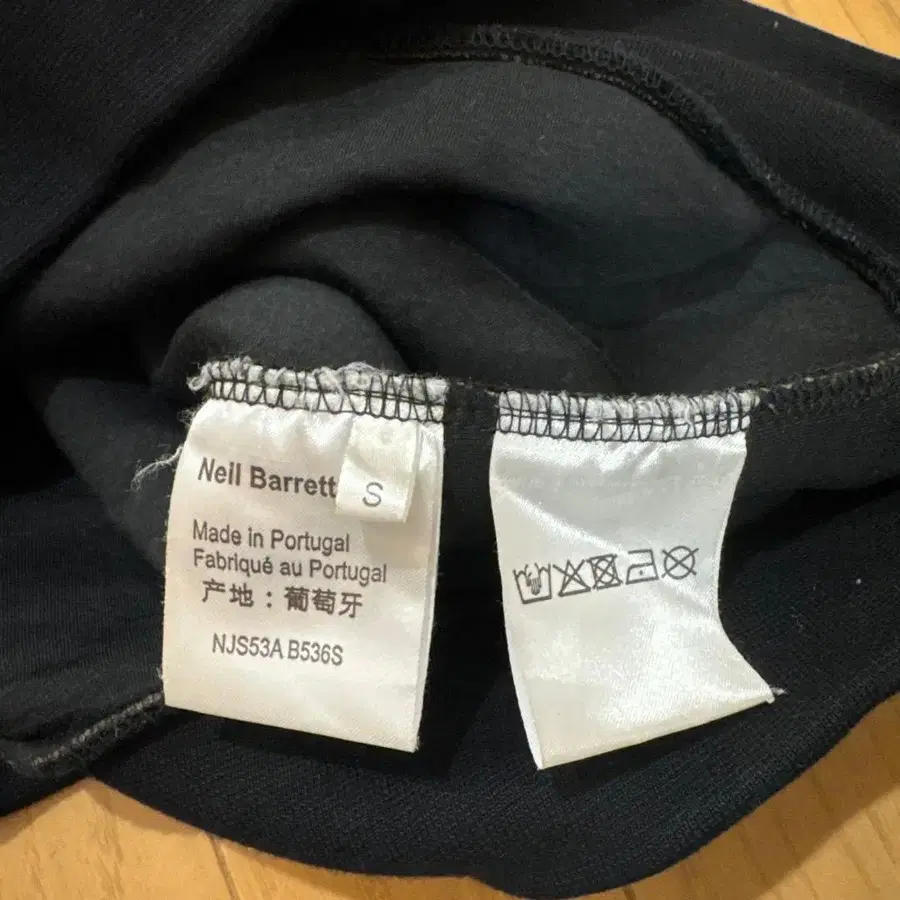 Neil Barrett
S
Made in Portugal
Fabriqué au Portugal
产地：葡萄牙
NJS53A B536S